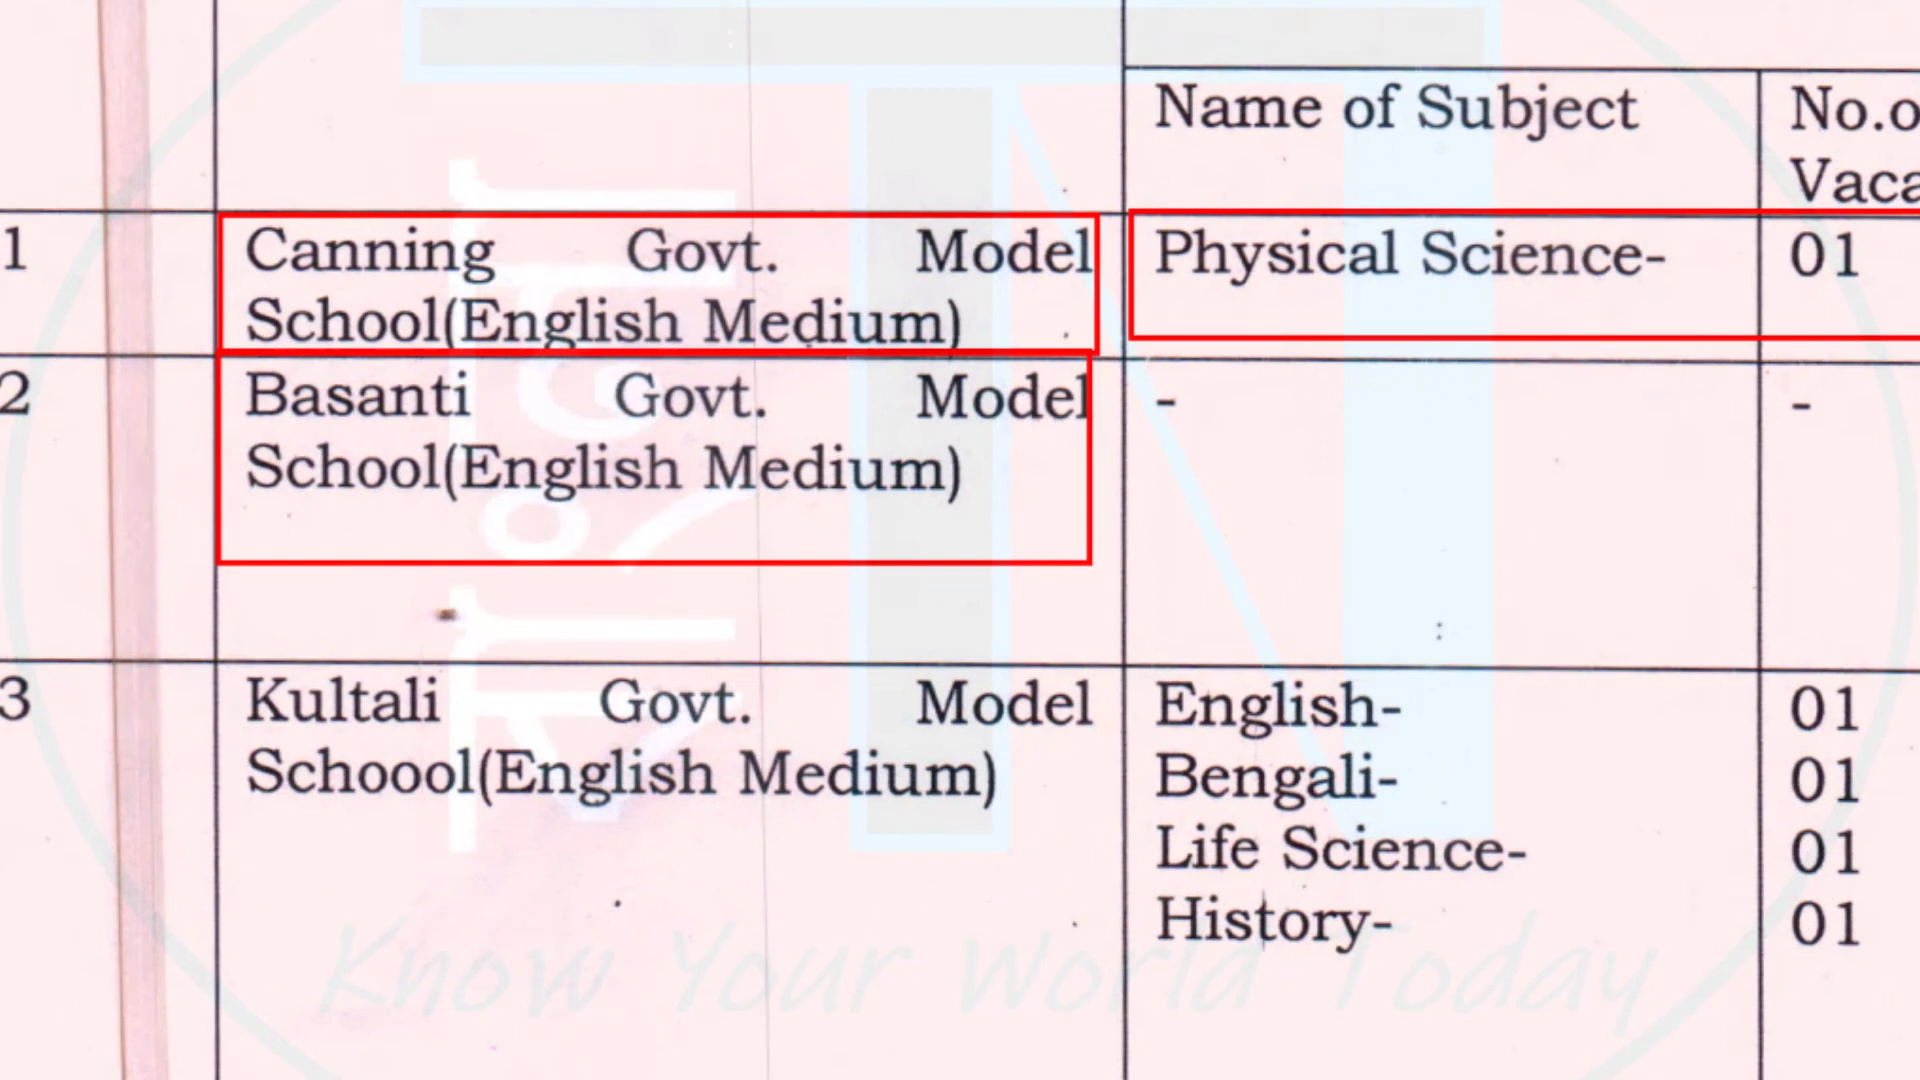 Name of Subject
No.o
Vaca
1
Canning Govt. Model
School(English Medium)
Physical Science-
01
2
Basanti Govt. Model
School(English Medium)
-
-
3
Kultali Govt. Model
Schoool(English Medium)
English-
01
Bengali-
01
Life Science-
01
History-
01
Know Your World Today